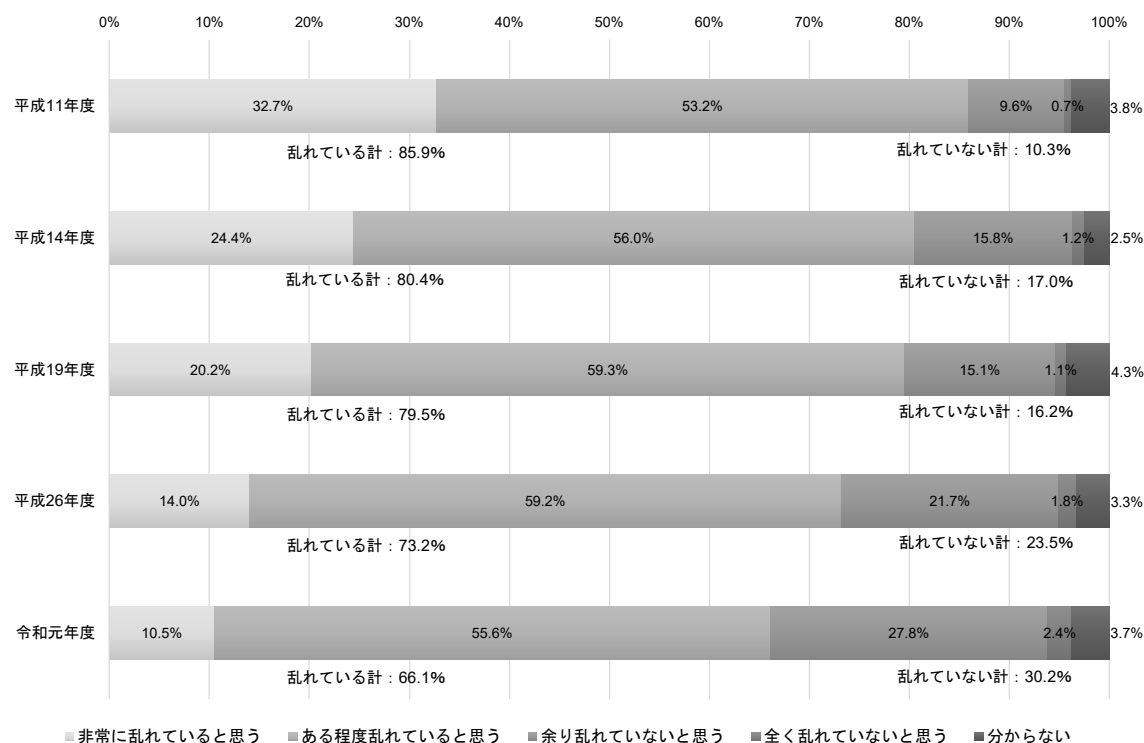 0% 10% 20% 30% 40% 50% 60% 70% 80% 90% 100%
平成11年度 32.7% 53.2% 9.6% 0.7% 3.8%
乱れている計：85.9% 乱れていない計：10.3%
平成14年度 24.4% 56.0% 15.8% 1.2% 2.5%
乱れている計：80.4% 乱れていない計：17.0%
平成19年度 20.2% 59.3% 15.1% 1.1% 4.3%
乱れている計：79.5% 乱れていない計：16.2%
平成26年度 14.0% 59.2% 21.7% 1.8% 3.3%
乱れている計：73.2% 乱れていない計：23.5%
令和元年度 10.5% 55.6% 27.8% 2.4% 3.7%
乱れている計：66.1% 乱れていない計：30.2%
非常に乱れていると思う ある程度乱れていると思う 余り乱れていないと思う 全く乱れていないと思う 分からない